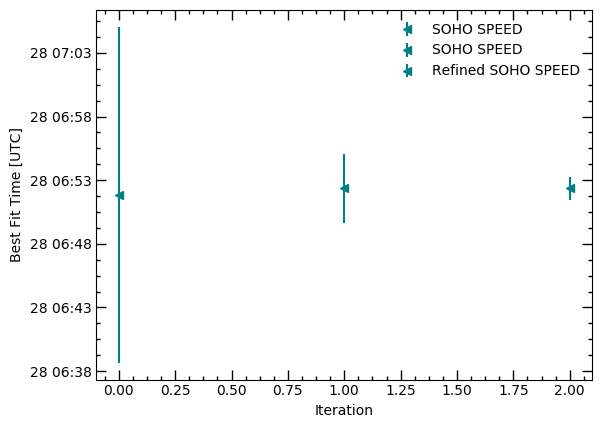 SOHO SPEED
SOHO SPEED
Refined SOHO SPEED
28 07:03
28 06:58
28 06:53
28 06:48
28 06:43
28 06:38
Best Fit Time [UTC]
0.00 0.25 0.50 0.75 1.00 1.25 1.50 1.75 2.00
Iteration